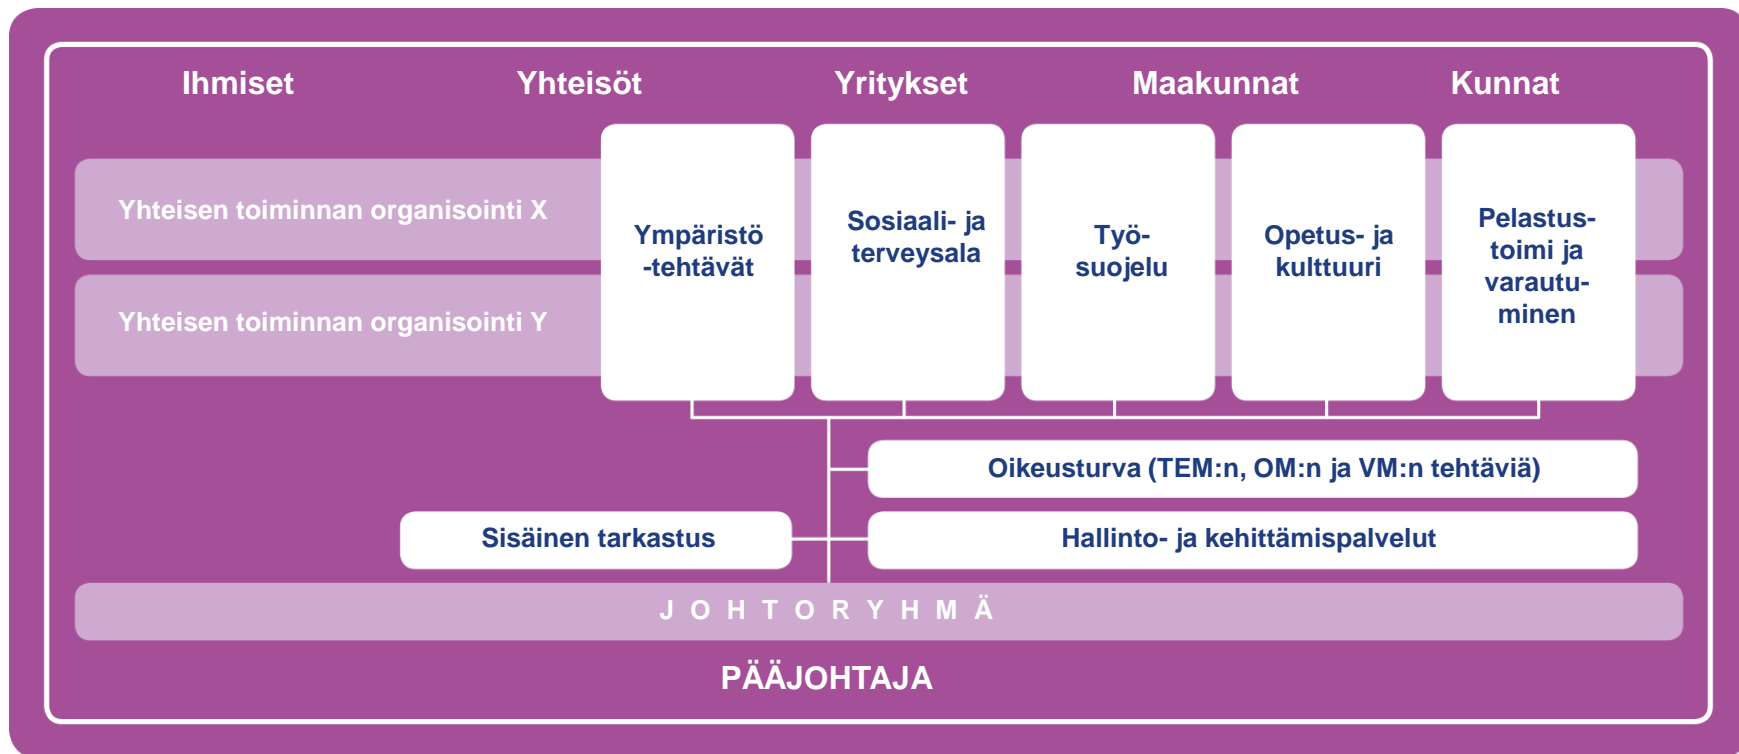 Ihmiset
Yhteisöt
Yritykset
Maakunnat
Kunnat
Yhteisen toiminnan organisointi X
Yhteisen toiminnan organisointi Y
Ympäristö
-tehtävät
Sosiaali- ja
terveysala
Työ-
suojelu
Opetus- ja
kulttuuri
Pelastus-
toimi ja
varautu-
minen
Oikeusturva (TEM:n, OM:n ja VM:n tehtäviä)
Sisäinen tarkastus
Hallinto- ja kehittämispalvelut
J O H T O R Y H M Ä
PÄÄJOHTAJA